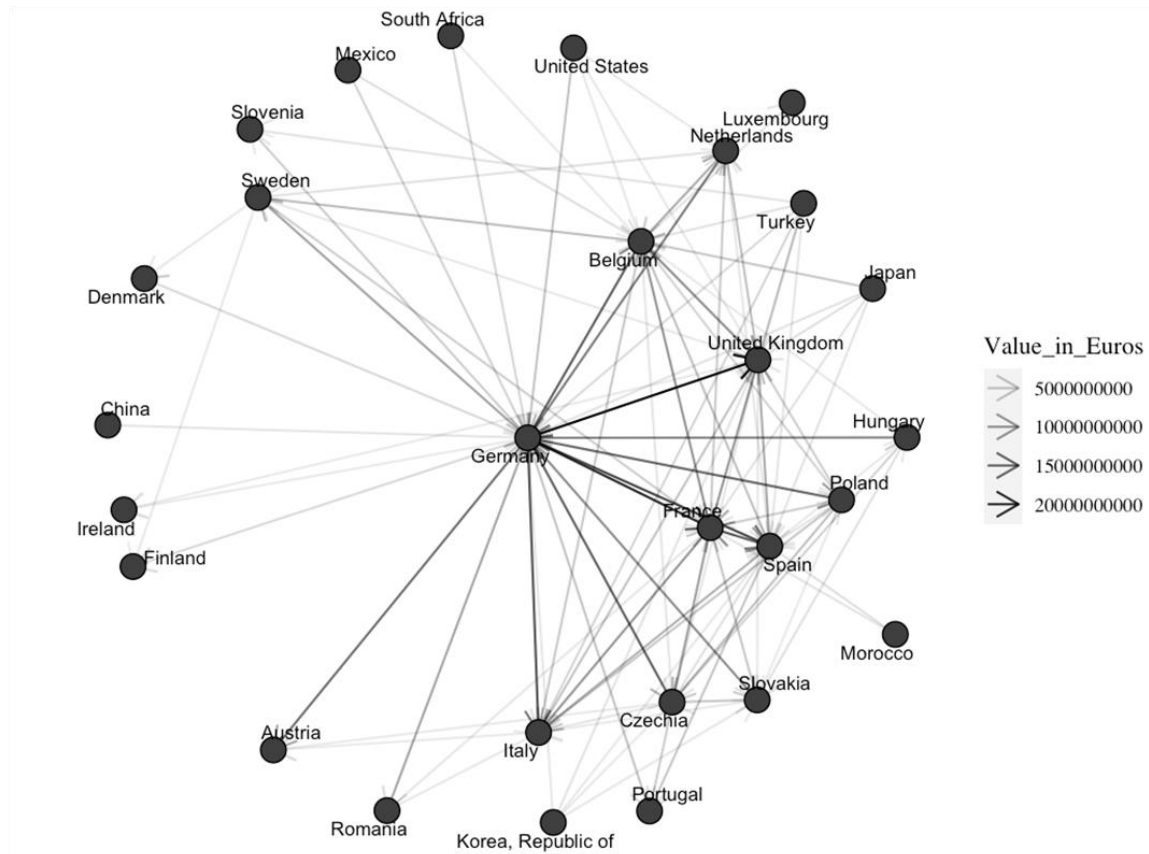 South Africa
Mexico
United States
Slovenia
Luxembourg
Netherlands
Sweden
Turkey
Belgium
Japan
Denmark
United Kingdom
China
Hungary
Germany
Poland
France
Ireland
Finland
Spain
Morocco
Slovakia
Czechia
Austria
Italy
Portugal
Romania
Korea, Republic of
Value_in_Euros
5000000000
10000000000
15000000000
20000000000